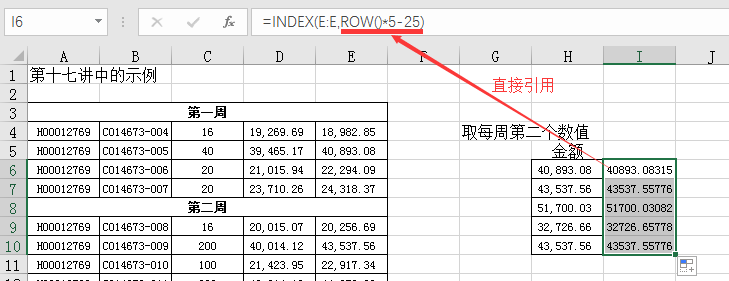 I6 =INDEX(E:E,ROW()*5-25)
A B C D E F G H I J
1 第十七讲中的示例
2 直接引用
3 第一周
4 H00012769 C014673-004 16 19,269.69 18,982.85 取每周第二个数值
5 H00012769 C014673-005 40 39,465.17 40,893.08 金额
6 H00012769 C014673-006 20 21,015.94 22,294.09 40,893.08 40893.08315
7 H00012769 C014673-007 20 23,710.26 24,318.37 43,537.56 43537.55776
8 第二周 51,700.03 51700.03082
9 H00012769 C014673-008 16 20,015.07 20,256.69 32,726.66 32726.65778
10 H00012769 C014673-009 200 40,014.12 43,537.56 43,537.56 43537.55776
11 H00012769 C014673-010 100 21,423.95 22,917.34